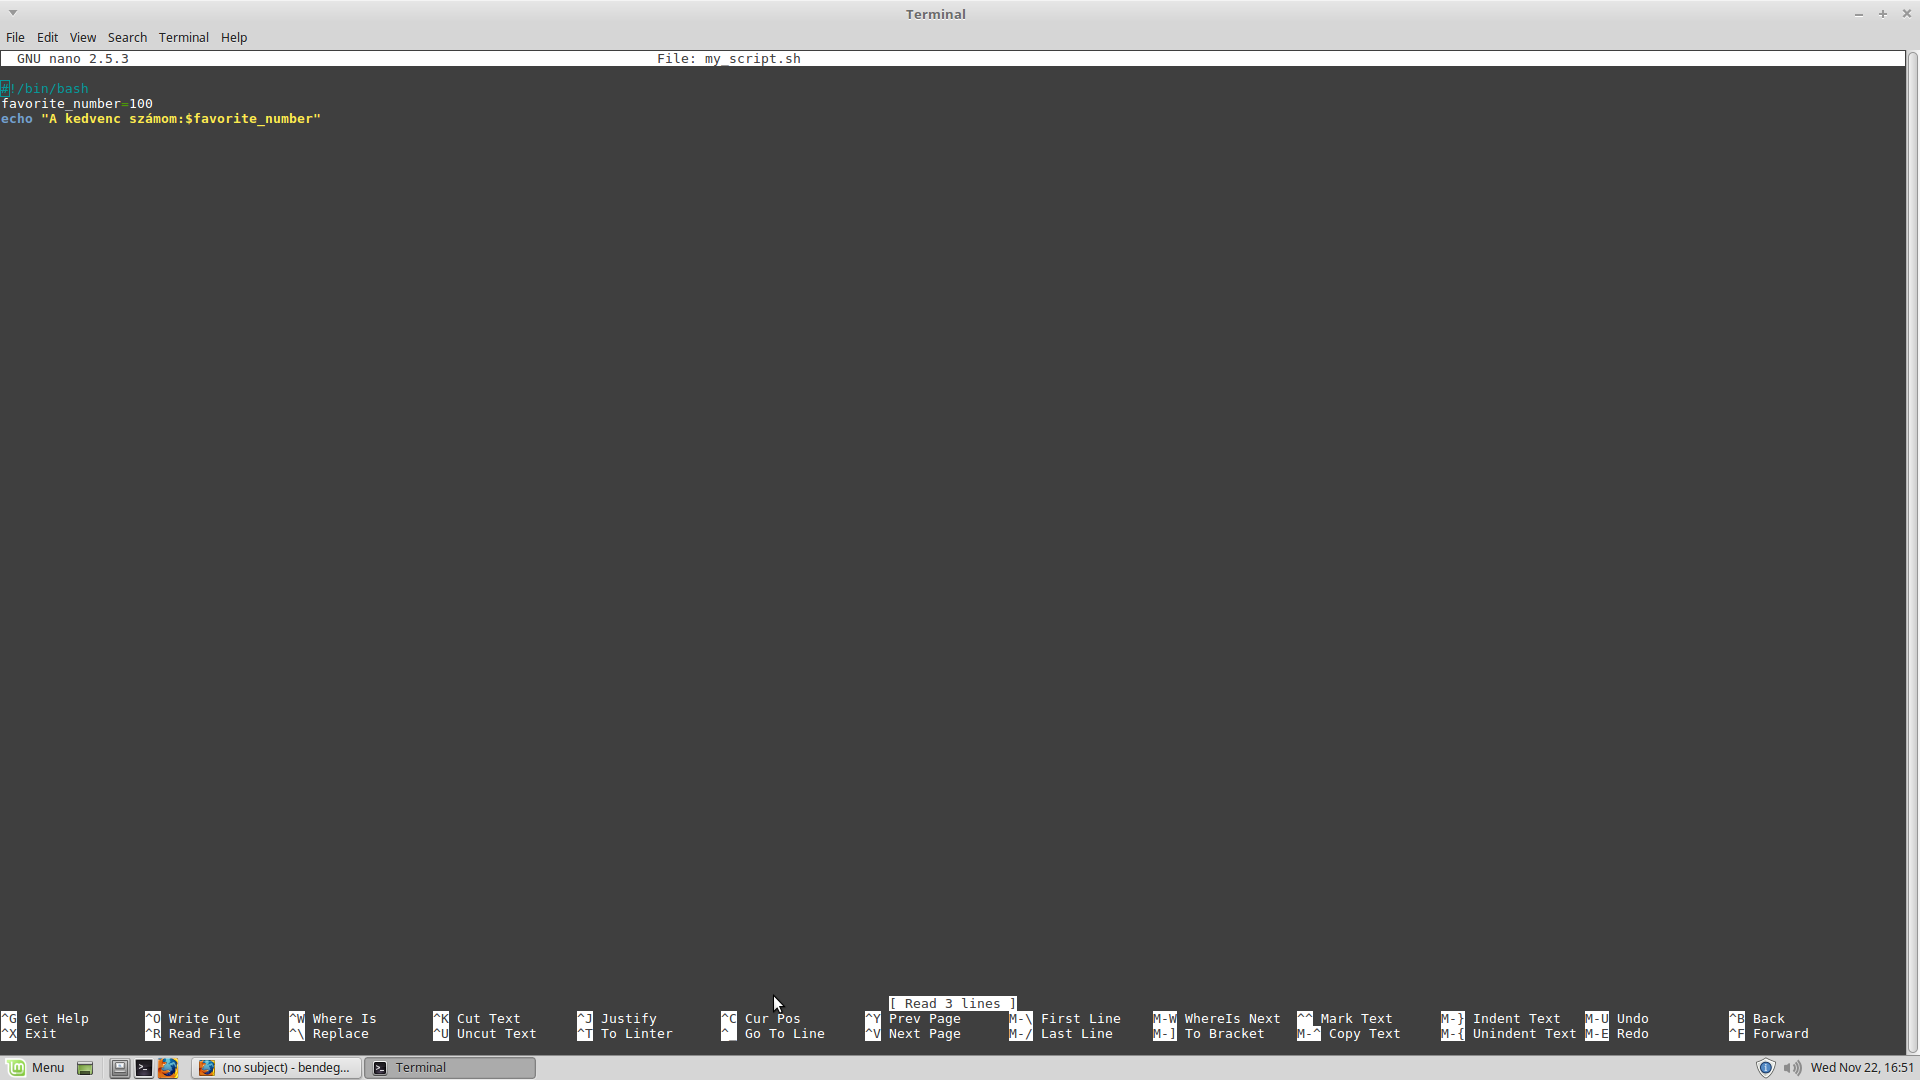 Terminal
File Edit View Search Terminal Help
GNU nano 2.5.3 File: my_script.sh
#!/bin/bash
favorite_number=100
echo "A kedvenc számom:$favorite_number"
[ Read 3 lines ]
^G Get Help ^O Write Out ^W Where Is ^K Cut Text ^J Justify ^C Cur Pos ^Y Prev Page M-\ First Line M-W WhereIs Next ^^ Mark Text M-} Indent Text M-U Undo ^B Back
^X Exit ^R Read File ^\ Replace ^U Uncut Text ^T To Linter ^_ Go To Line ^V Next Page M-/ Last Line M-] To Bracket M-^ Copy Text M-{ Unindent Text M-E Redo ^F Forward
Menu (no subject) - bendeg... Terminal Wed Nov 22, 16:51